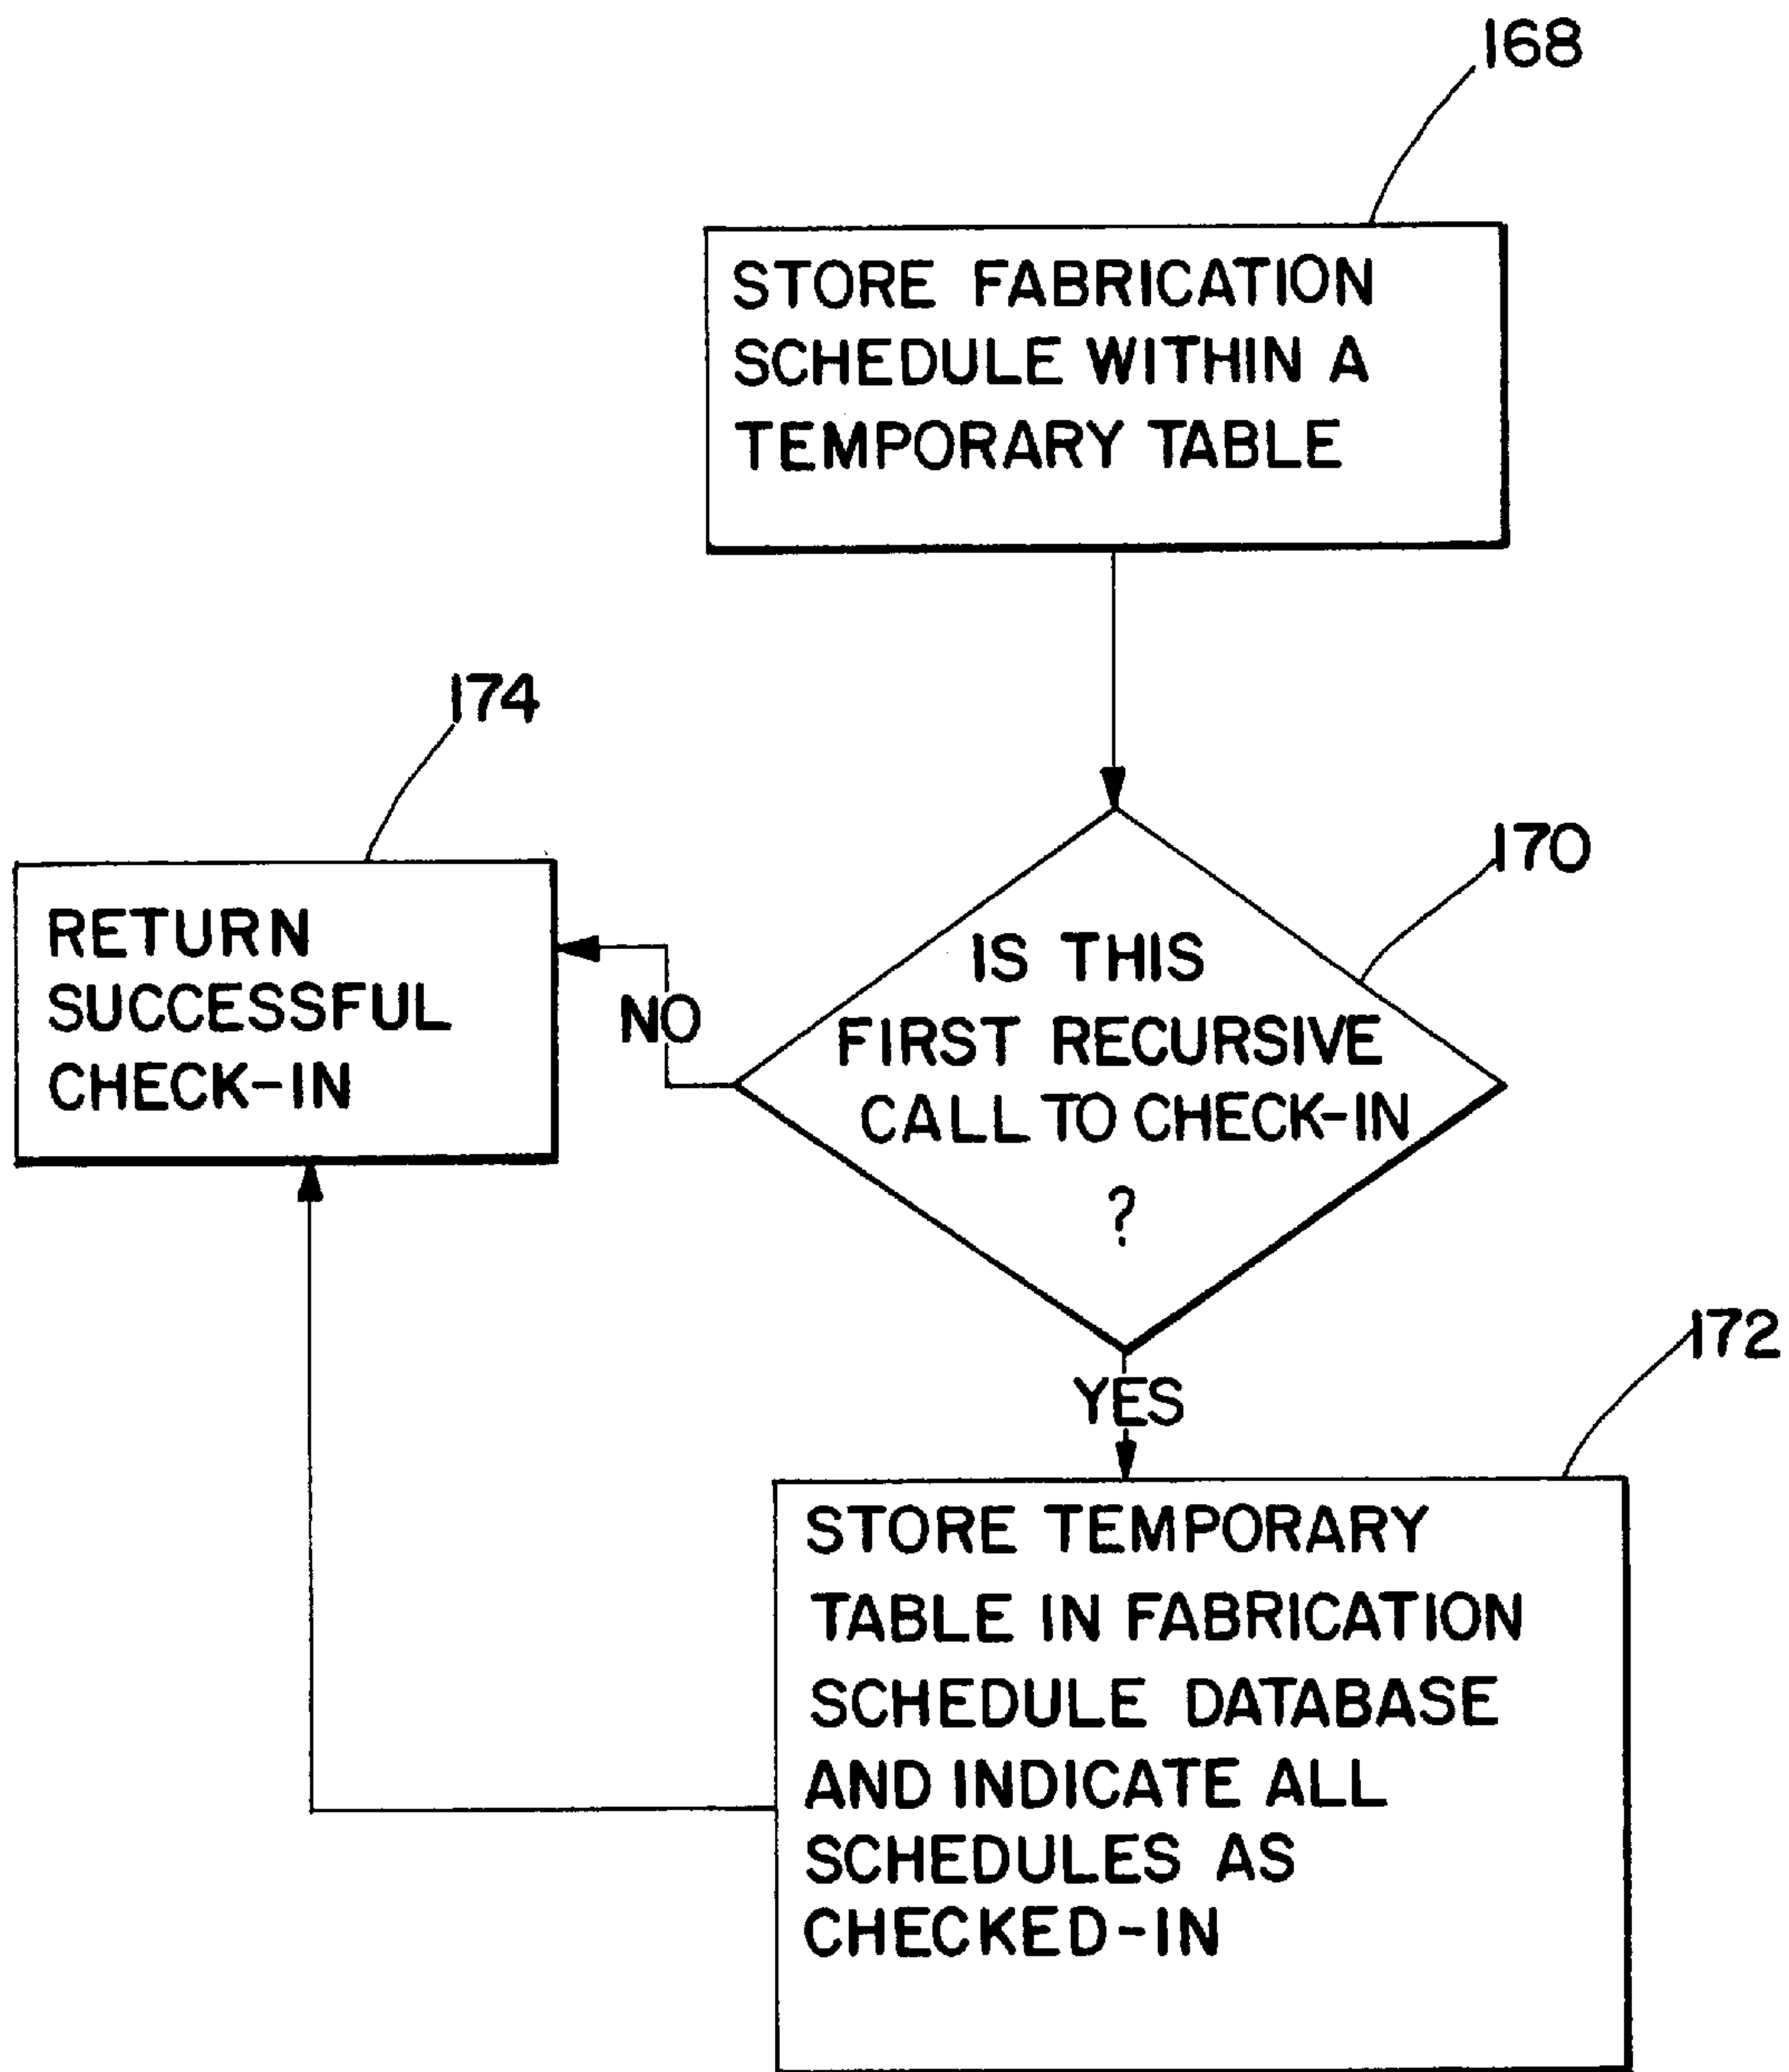 168
STORE FABRICATION
SCHEDULE WITHIN A
TEMPORARY TABLE
174
170
RETURN
SUCCESSFUL
CHECK-IN
NO
IS THIS
FIRST RECURSIVE
CALL TO CHECK-IN
?
172
YES
STORE TEMPORARY
TABLE IN FABRICATION
SCHEDULE DATABASE
AND INDICATE ALL
SCHEDULES AS
CHECKED-IN